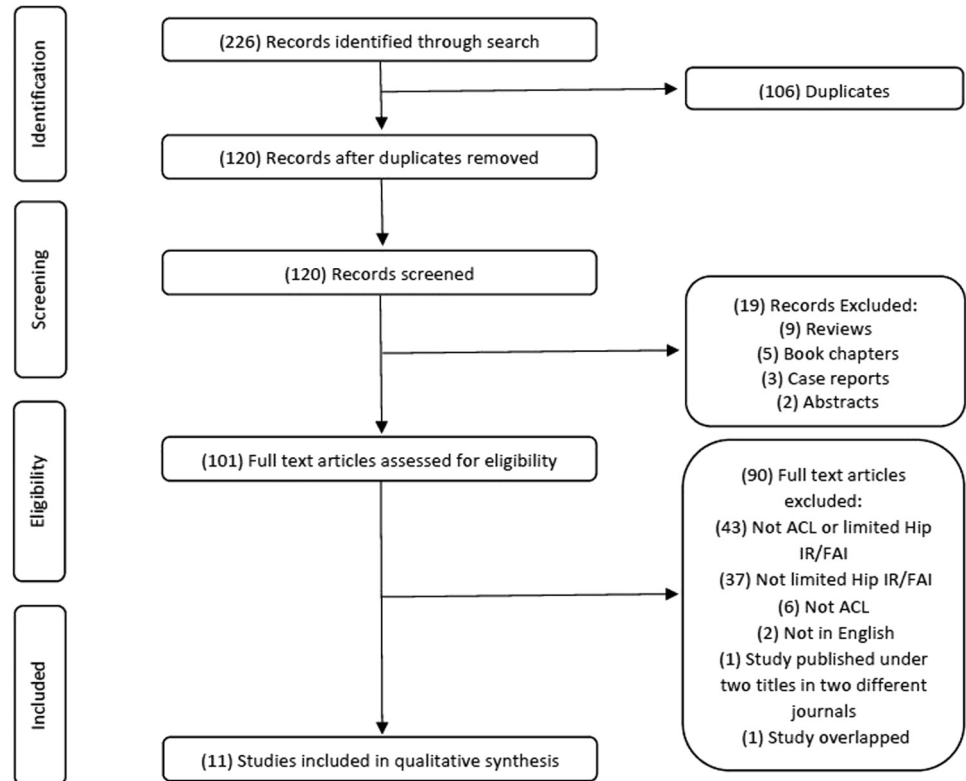 Identification
(226) Records identified through search
(106) Duplicates
(120) Records after duplicates removed
Screening
(120) Records screened
(19) Records Excluded:
(9) Reviews
(5) Book chapters
(3) Case reports
(2) Abstracts
Eligibility
(101) Full text articles assessed for eligibility
(90) Full text articles
excluded:
(43) Not ACL or limited Hip
IR/FAI
(37) Not limited Hip IR/FAI
(6) Not ACL
(2) Not in English
(1) Study published under
two titles in two different
journals
(1) Study overlapped
Included
(11) Studies included in qualitative synthesis